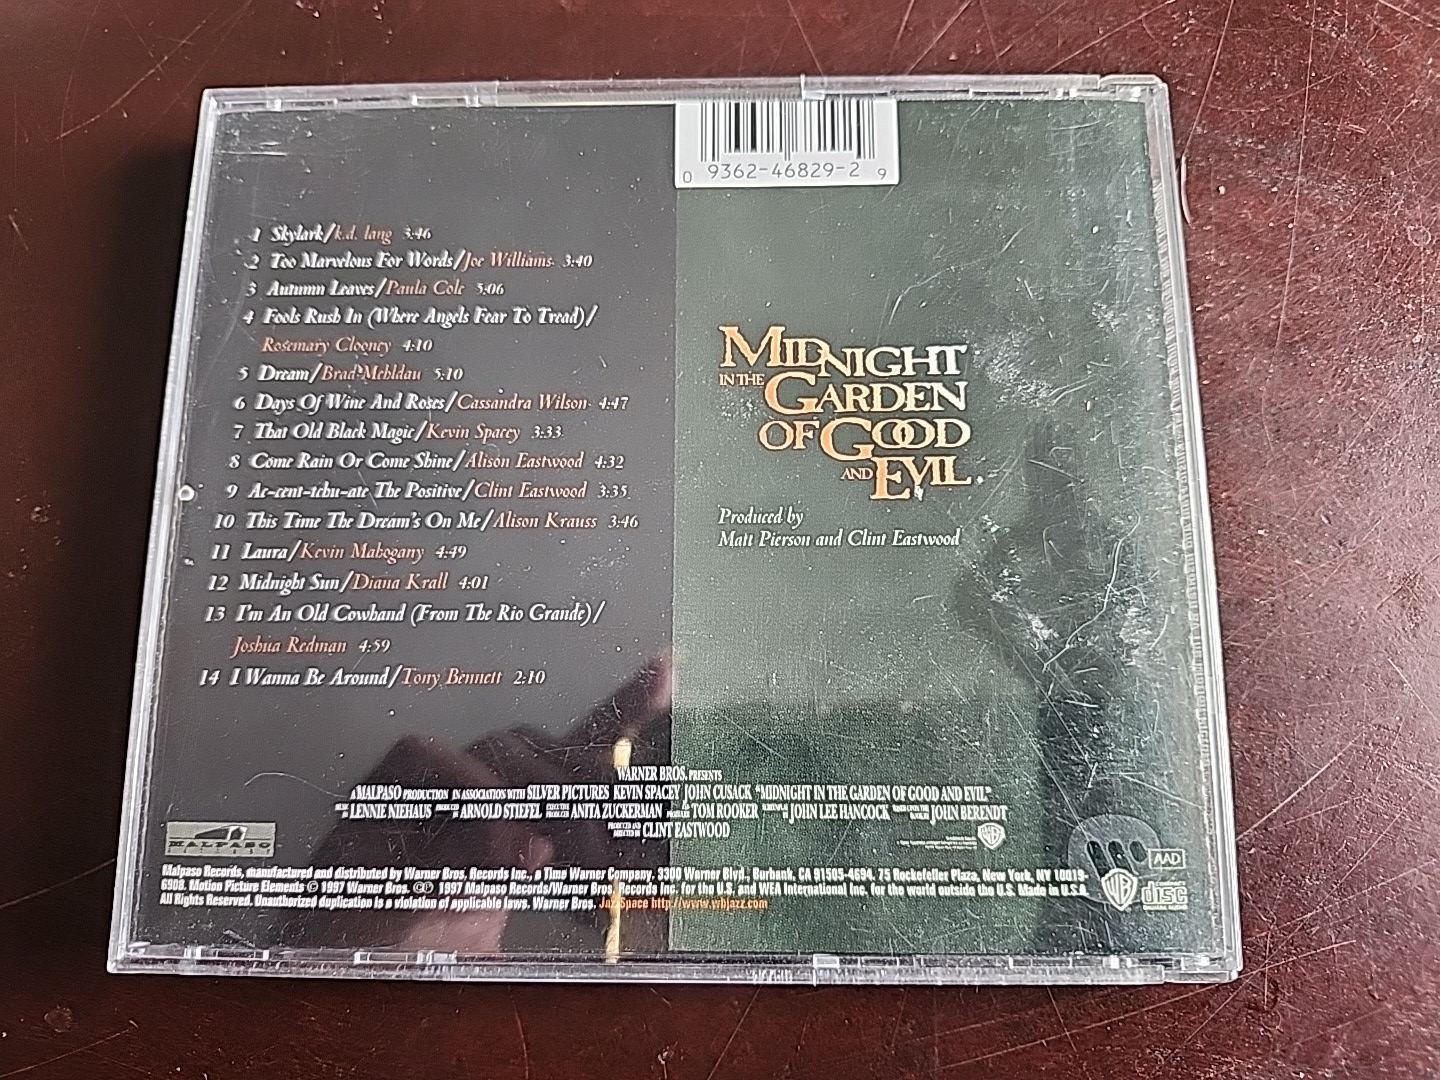 0 9362-46829-2 9
1 Skylark/k.d. lang 3:46
2 Too Marvelous For Words/Joe Williams 3:40
3 Autumn Leaves/Paula Cole 5:06
4 Fools Rush In (Where Angels Fear To Tread)/
Rosemary Clooney 4:10
5 Dream/Brad Mehldau 5:10
6 Days Of Wine And Roses/Cassandra Wilson 4:47
7 That Old Black Magic/Kevin Spacey 3:33
8 Come Rain Or Come Shine/Alison Eastwood 4:32
9 Ac-cent-tchu-ate The Positive/Clint Eastwood 3:35
10 This Time The Dream's On Me/Alison Krauss 3:46
11 Laura/Kevin Mahogany 4:49
12 Midnight Sun/Diana Krall 4:01
13 I'm An Old Cowhand (From The Rio Grande)/
Joshua Redman 4:59
14 I Wanna Be Around/Tony Bennett 2:10
MIDNIGHT
IN THE GARDEN
OF GOOD
AND EVIL
Produced by
Matt Pierson and Clint Eastwood
WARNER BROS. PRESENTS
A MALPASO PRODUCTION IN ASSOCIATION WITH SILVER PICTURES KEVIN SPACEY JOHN CUSACK "MIDNIGHT IN THE GARDEN OF GOOD AND EVIL"
MUSIC BY LENNIE NIEHAUS ARNOLD STIEFEL ANITA ZUCKERMAN TOM ROOKER JOHN LEE HANCOCK JOHN BERENDT
PRODUCED AND DIRECTED BY CLINT EASTWOOD
MALPASO
RECORDS
WB
AAD
WB
disc
Malpaso Records, manufactured and distributed by Warner Bros. Records Inc., a Time Warner Company. 3300 Warner Blvd., Burbank, CA 91505-4694. 75 Rockefeller Plaza, New York, NY 10019-
6908. Motion Picture Elements © 1997 Warner Bros. ©℗ 1997 Malpaso Records/Warner Bros. Records Inc. for the U.S. and WEA International Inc. for the world outside the U.S. Made in U.S.A.
All Rights Reserved. Unauthorized duplication is a violation of applicable laws. Warner Bros. Jazz Space http://www.wbjazz.com